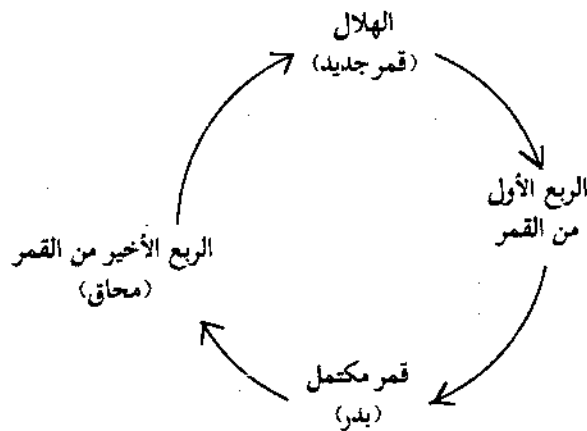 الهلال
(قمر جديد)
الربع الأول
من القمر
قمر مكتمل
(بدر)
الربع الأخير من القمر
(محاق)